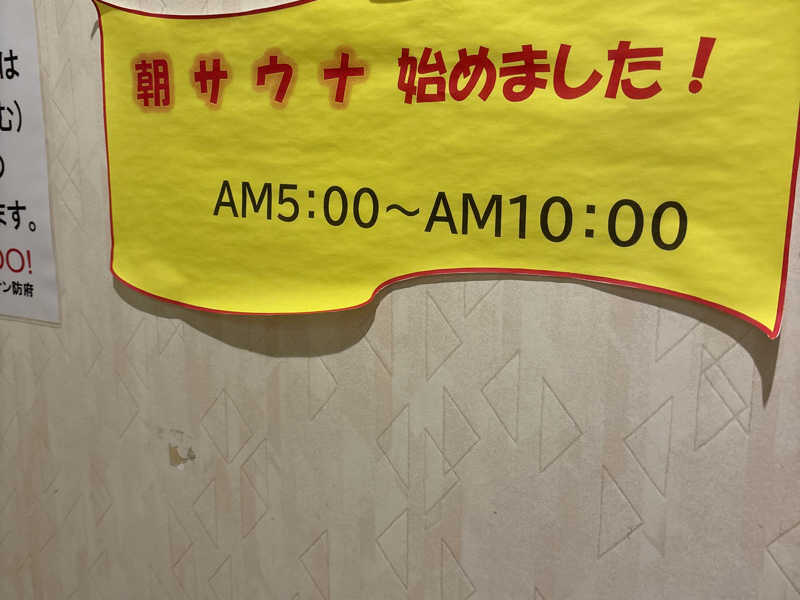 朝サウナ 始めました！
AM5:00～AM10:00
は
む）
の
ます。
OO!
ン防府